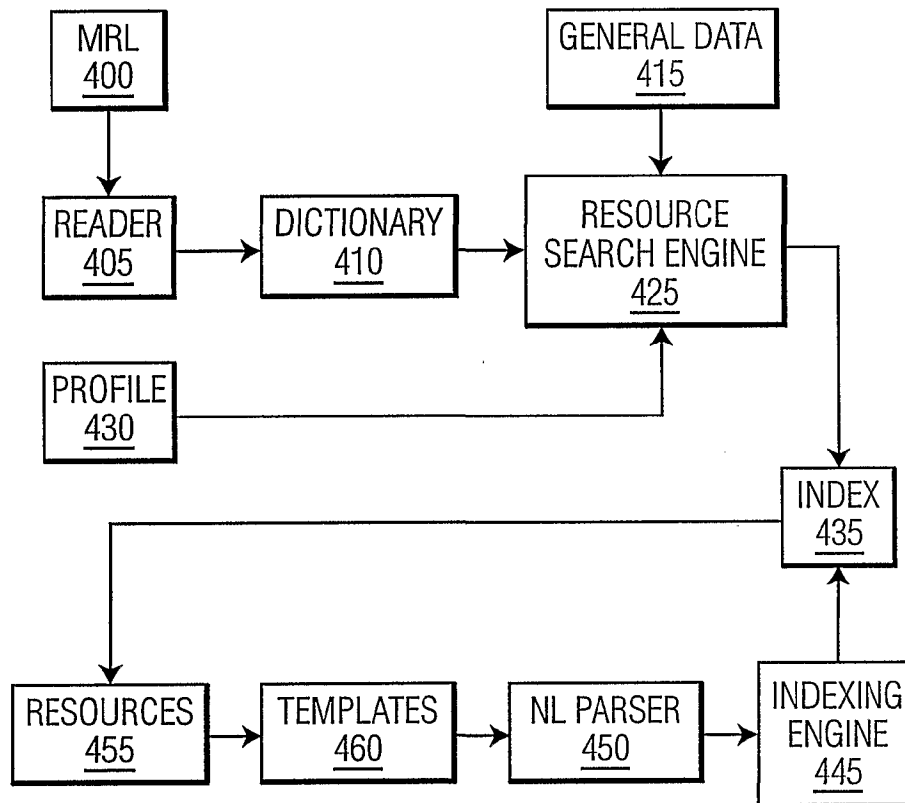 MRL
400
GENERAL DATA
415
READER
405
DICTIONARY
410
RESOURCE
SEARCH ENGINE
425
PROFILE
430
INDEX
435
RESOURCES
455
TEMPLATES
460
NL PARSER
450
INDEXING
ENGINE
445